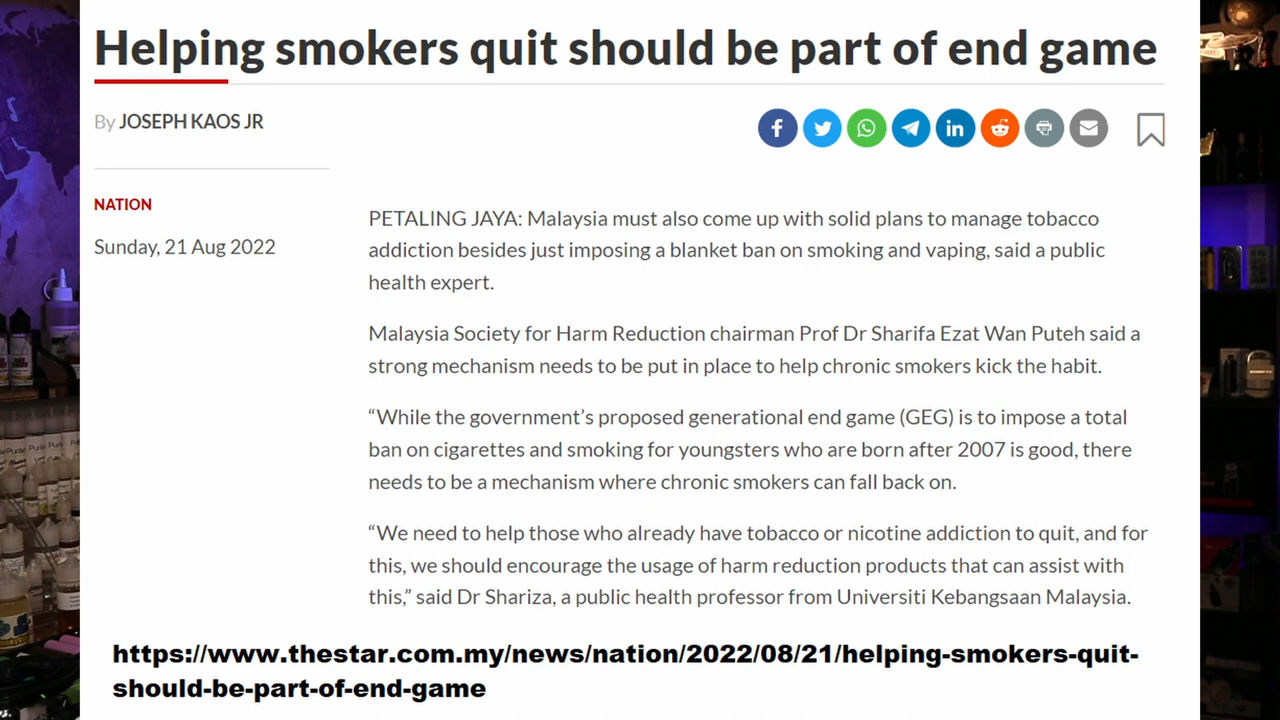 Helping smokers quit should be part of end game
By JOSEPH KAOS JR
NATION
Sunday, 21 Aug 2022
PETALING JAYA: Malaysia must also come up with solid plans to manage tobacco
addiction besides just imposing a blanket ban on smoking and vaping, said a public
health expert.
Malaysia Society for Harm Reduction chairman Prof Dr Sharifa Ezat Wan Puteh said a
strong mechanism needs to be put in place to help chronic smokers kick the habit.
“While the government’s proposed generational end game (GEG) is to impose a total
ban on cigarettes and smoking for youngsters who are born after 2007 is good, there
needs to be a mechanism where chronic smokers can fall back on.
“We need to help those who already have tobacco or nicotine addiction to quit, and for
this, we should encourage the usage of harm reduction products that can assist with
this,” said Dr Shariza, a public health professor from Universiti Kebangsaan Malaysia.
https://www.thestar.com.my/news/nation/2022/08/21/helping-smokers-quit-
should-be-part-of-end-game